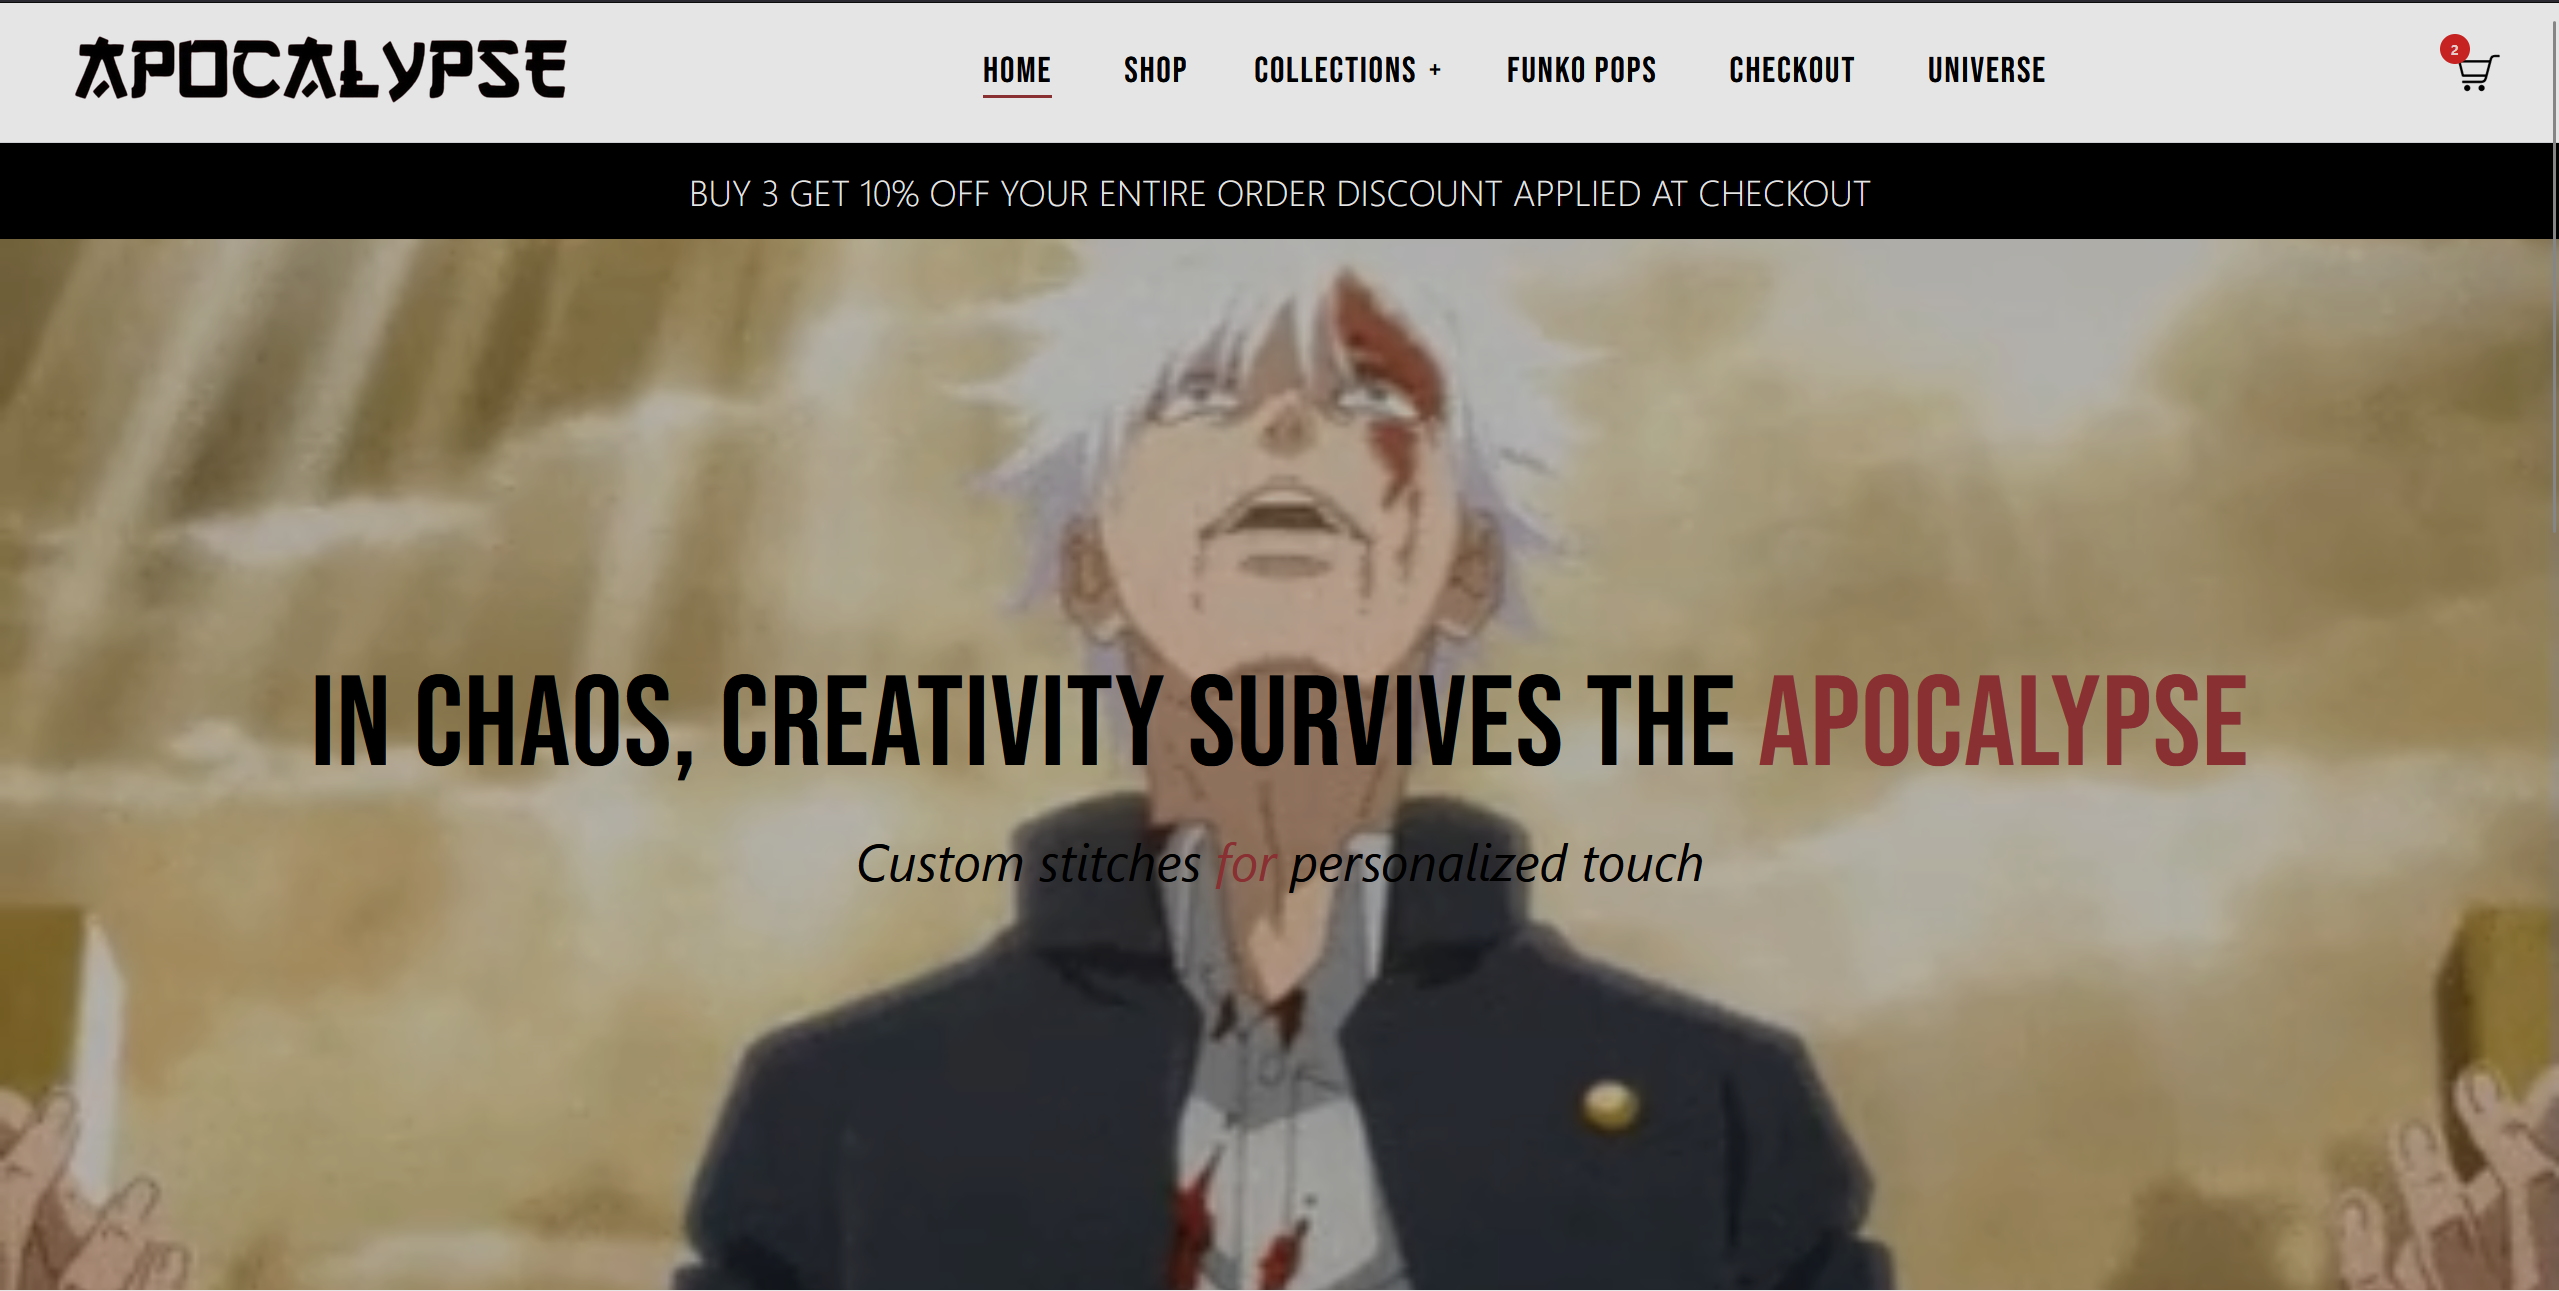 APOCALYPSE
HOME SHOP COLLECTIONS + FUNKO POPS CHECKOUT UNIVERSE
2
BUY 3 GET 10% OFF YOUR ENTIRE ORDER DISCOUNT APPLIED AT CHECKOUT
IN CHAOS, CREATIVITY SURVIVES THE APOCALYPSE
Custom stitches for personalized touch